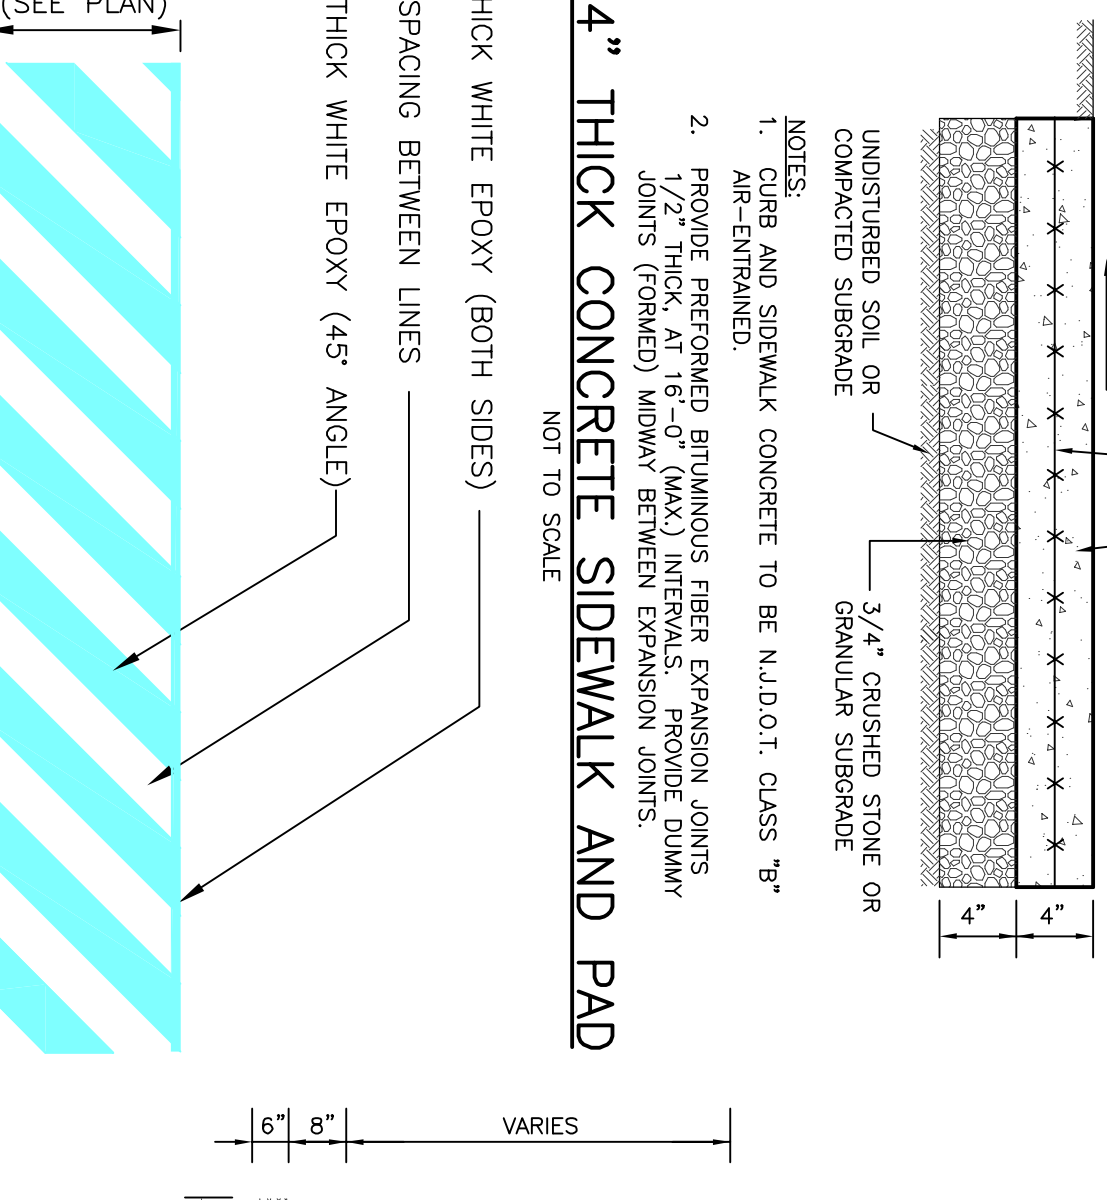 UNDISTURBED SOIL OR
COMPACTED SUBGRADE
3/4" CRUSHED STONE OR
GRANULAR SUBGRADE
4"
4"
NOTES:
1. CURB AND SIDEWALK CONCRETE TO BE N.J.D.O.T. CLASS "B"
AIR-ENTRAINED.
2. PROVIDE PREFORMED BITUMINOUS FIBER EXPANSION JOINTS
1/2" THICK, AT 16'-0" (MAX.) INTERVALS. PROVIDE DUMMY
JOINTS (FORMED) MIDWAY BETWEEN EXPANSION JOINTS.
4" THICK CONCRETE SIDEWALK AND PAD
NOT TO SCALE
HICK WHITE EPOXY (BOTH SIDES)
SPACING BETWEEN LINES
THICK WHITE EPOXY (45° ANGLE)
(SEE PLAN)
6"
8"
VARIES